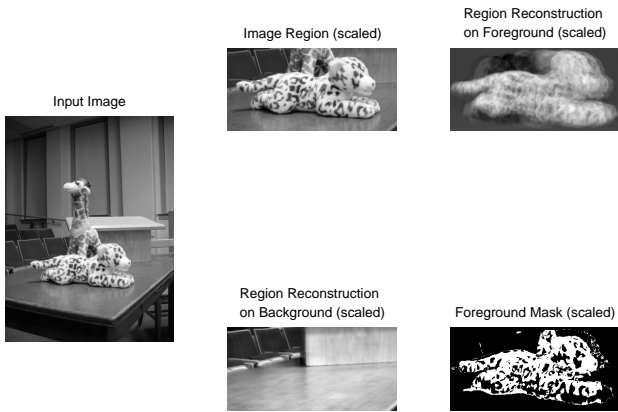 Image Region (scaled)
Region Reconstruction
on Foreground (scaled)
Input Image
Region Reconstruction
on Background (scaled)
Foreground Mask (scaled)